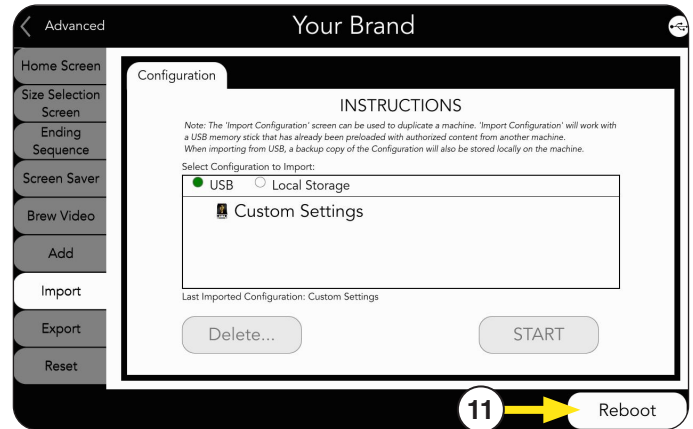 Advanced
Your Brand
Home Screen
Size Selection
Screen
Ending
Sequence
Screen Saver
Brew Video
Add
Import
Export
Reset
Configuration
INSTRUCTIONS
Note: The 'Import Configuration' screen can be used to duplicate a machine. 'Import Configuration' will work with
a USB memory stick that has already been preloaded with authorized content from another machine.
When importing from USB, a backup copy of the Configuration will also be stored locally on the machine.
Select Configuration to Import:
USB Local Storage
Custom Settings
Last Imported Configuration: Custom Settings
Delete... START
11 Reboot